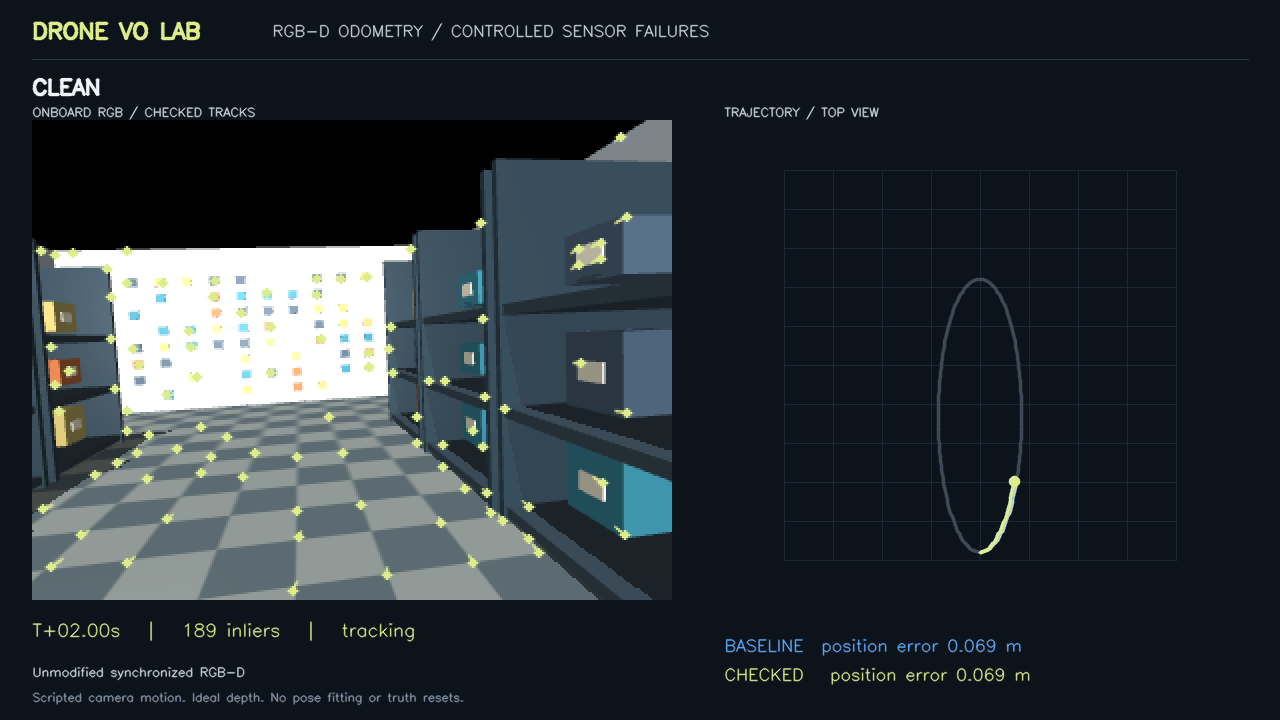 DRONE VO LAB
RGB-D ODOMETRY / CONTROLLED SENSOR FAILURES
CLEAN
ONBOARD RGB / CHECKED TRACKS
TRAJECTORY / TOP VIEW
T+02.00s | 189 inliers | tracking
Unmodified synchronized RGB-D
Scripted camera motion. Ideal depth. No pose fitting or truth resets.
BASELINE position error 0.069 m
CHECKED position error 0.069 m